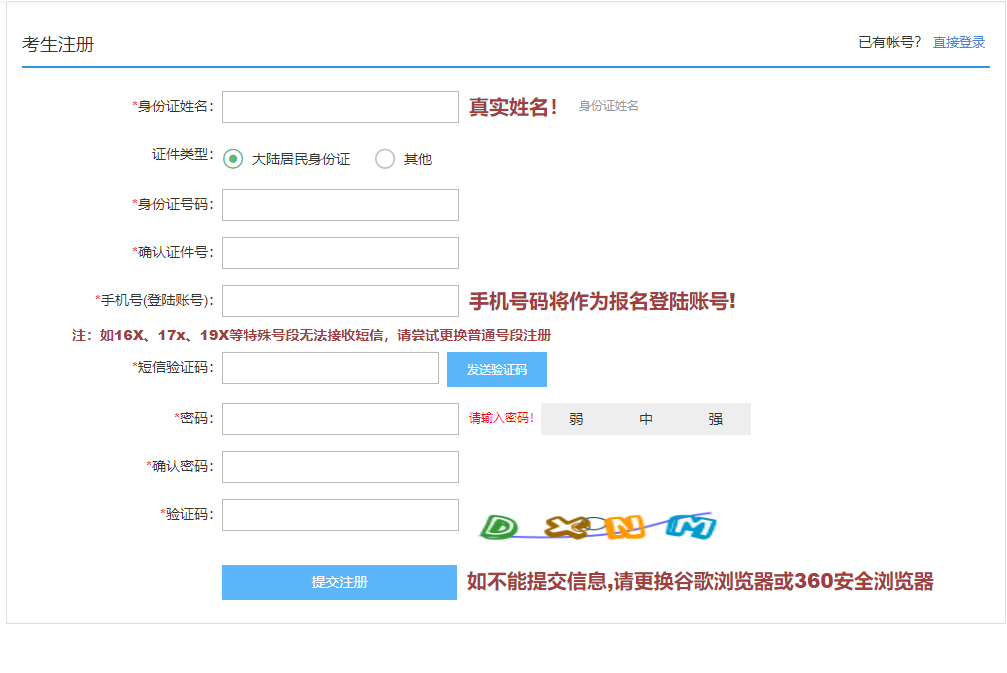 考生注册 已有帐号? 直接登录
*身份证姓名: 真实姓名! 身份证姓名
证件类型: 大陆居民身份证 其他
*身份证号码:
*确认证件号:
*手机号(登陆账号): 手机号码将作为报名登陆账号!
注：如16X、17x、19X等特殊号段无法接收短信，请尝试更换普通号段注册
*短信验证码: 发送验证码
*密码: 请输入密码! 弱 中 强
*确认密码:
*验证码: DXNM
提交注册 如不能提交信息,请更换谷歌浏览器或360安全浏览器